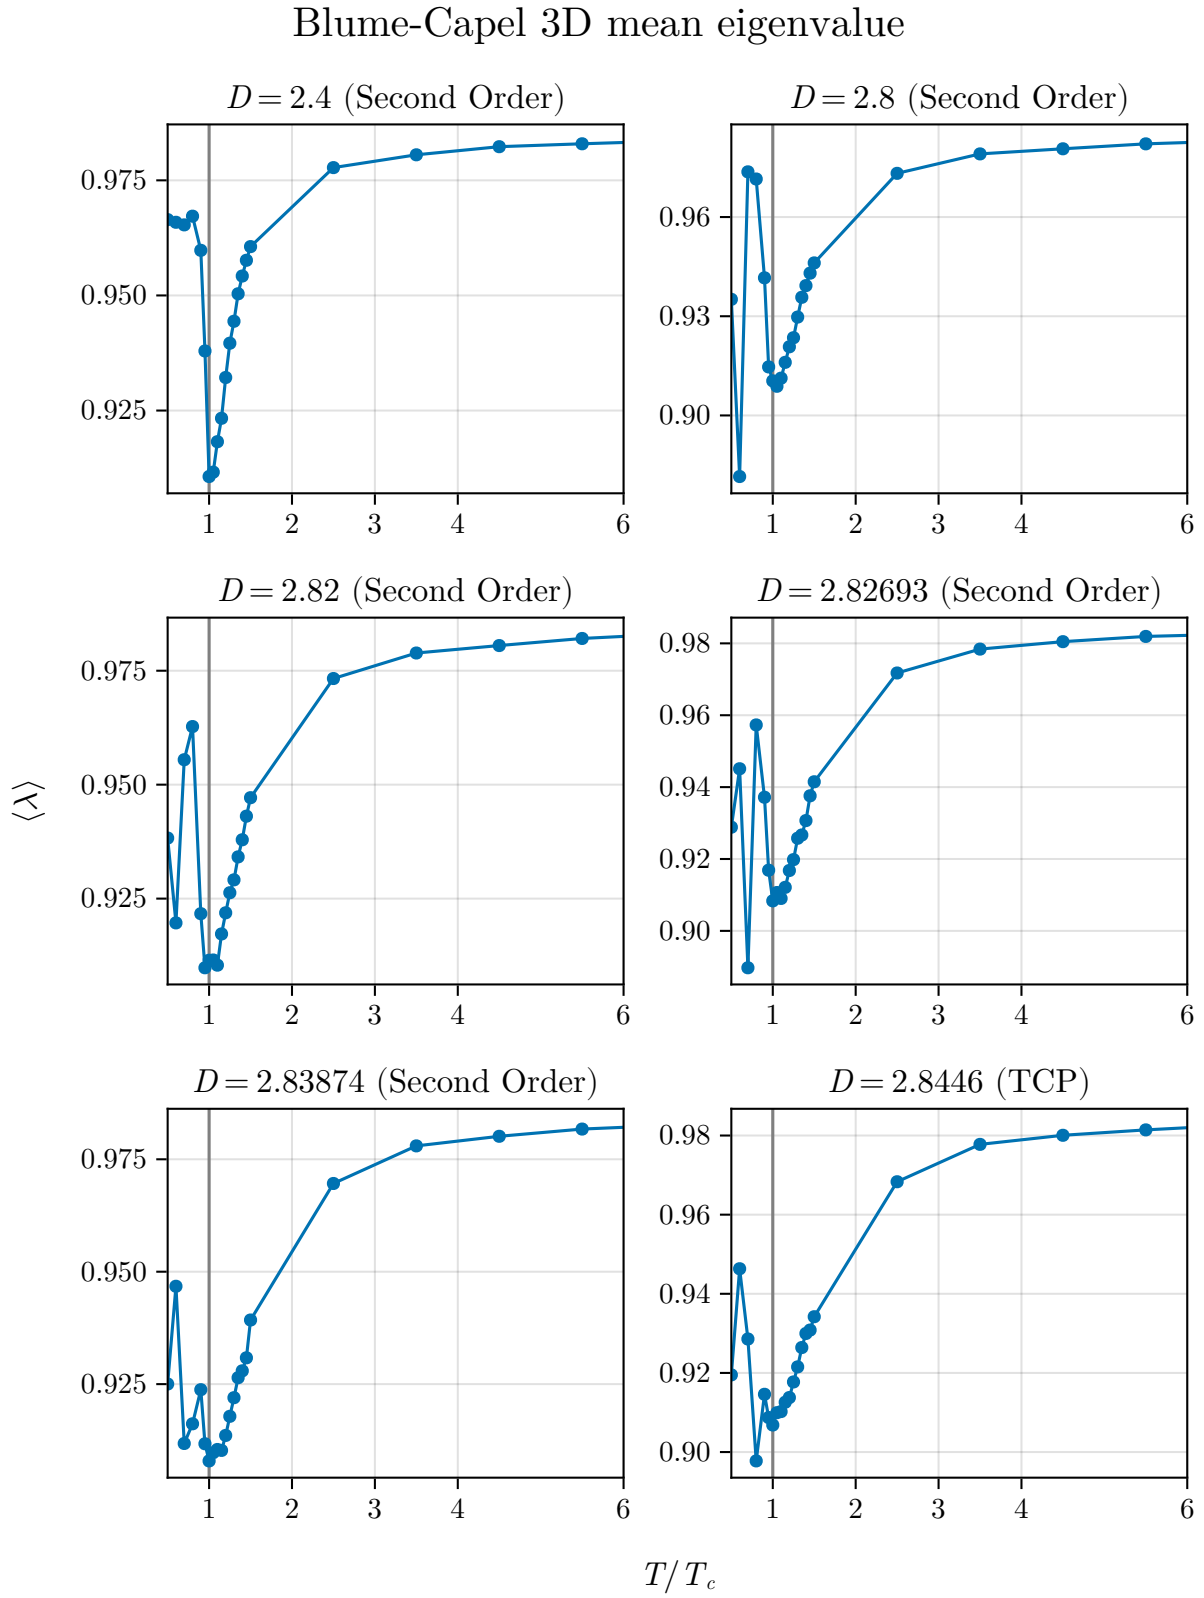 Blume-Capel 3D mean eigenvalue
D = 2.4 (Second Order)
D = 2.8 (Second Order)
0.975
0.950
0.925
1 2 3 4 6
0.96
0.93
0.90
1 2 3 4 6
D = 2.82 (Second Order)
D = 2.82693 (Second Order)
⟨λ⟩
0.975
0.950
0.925
1 2 3 4 6
0.98
0.96
0.94
0.92
0.90
1 2 3 4 6
D = 2.83874 (Second Order)
D = 2.8446 (TCP)
0.975
0.950
0.925
1 2 3 4 6
0.98
0.96
0.94
0.92
0.90
1 2 3 4 6
T/T_c